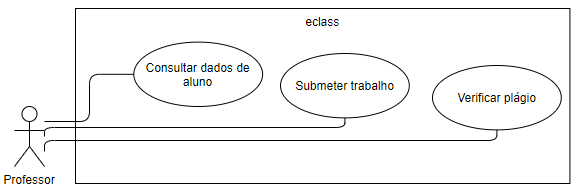 eclass
Consultar dados de
aluno
Submeter trabalho
Verificar plágio
Professor